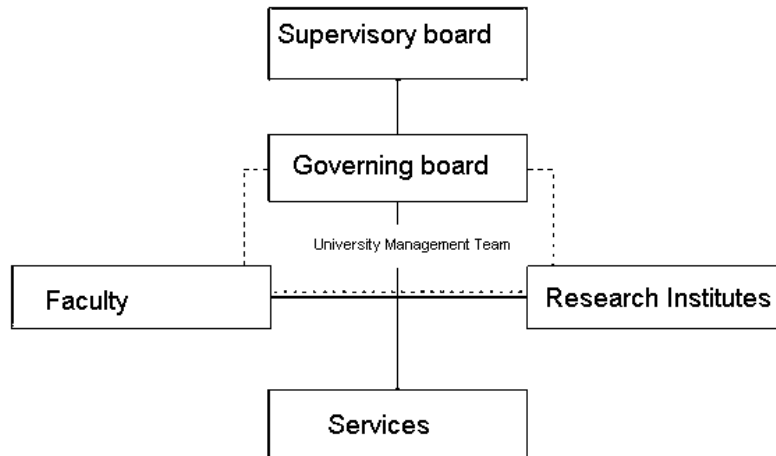 Supervisory board
Governing board
University Management Team
Faculty
Research Institutes
Services